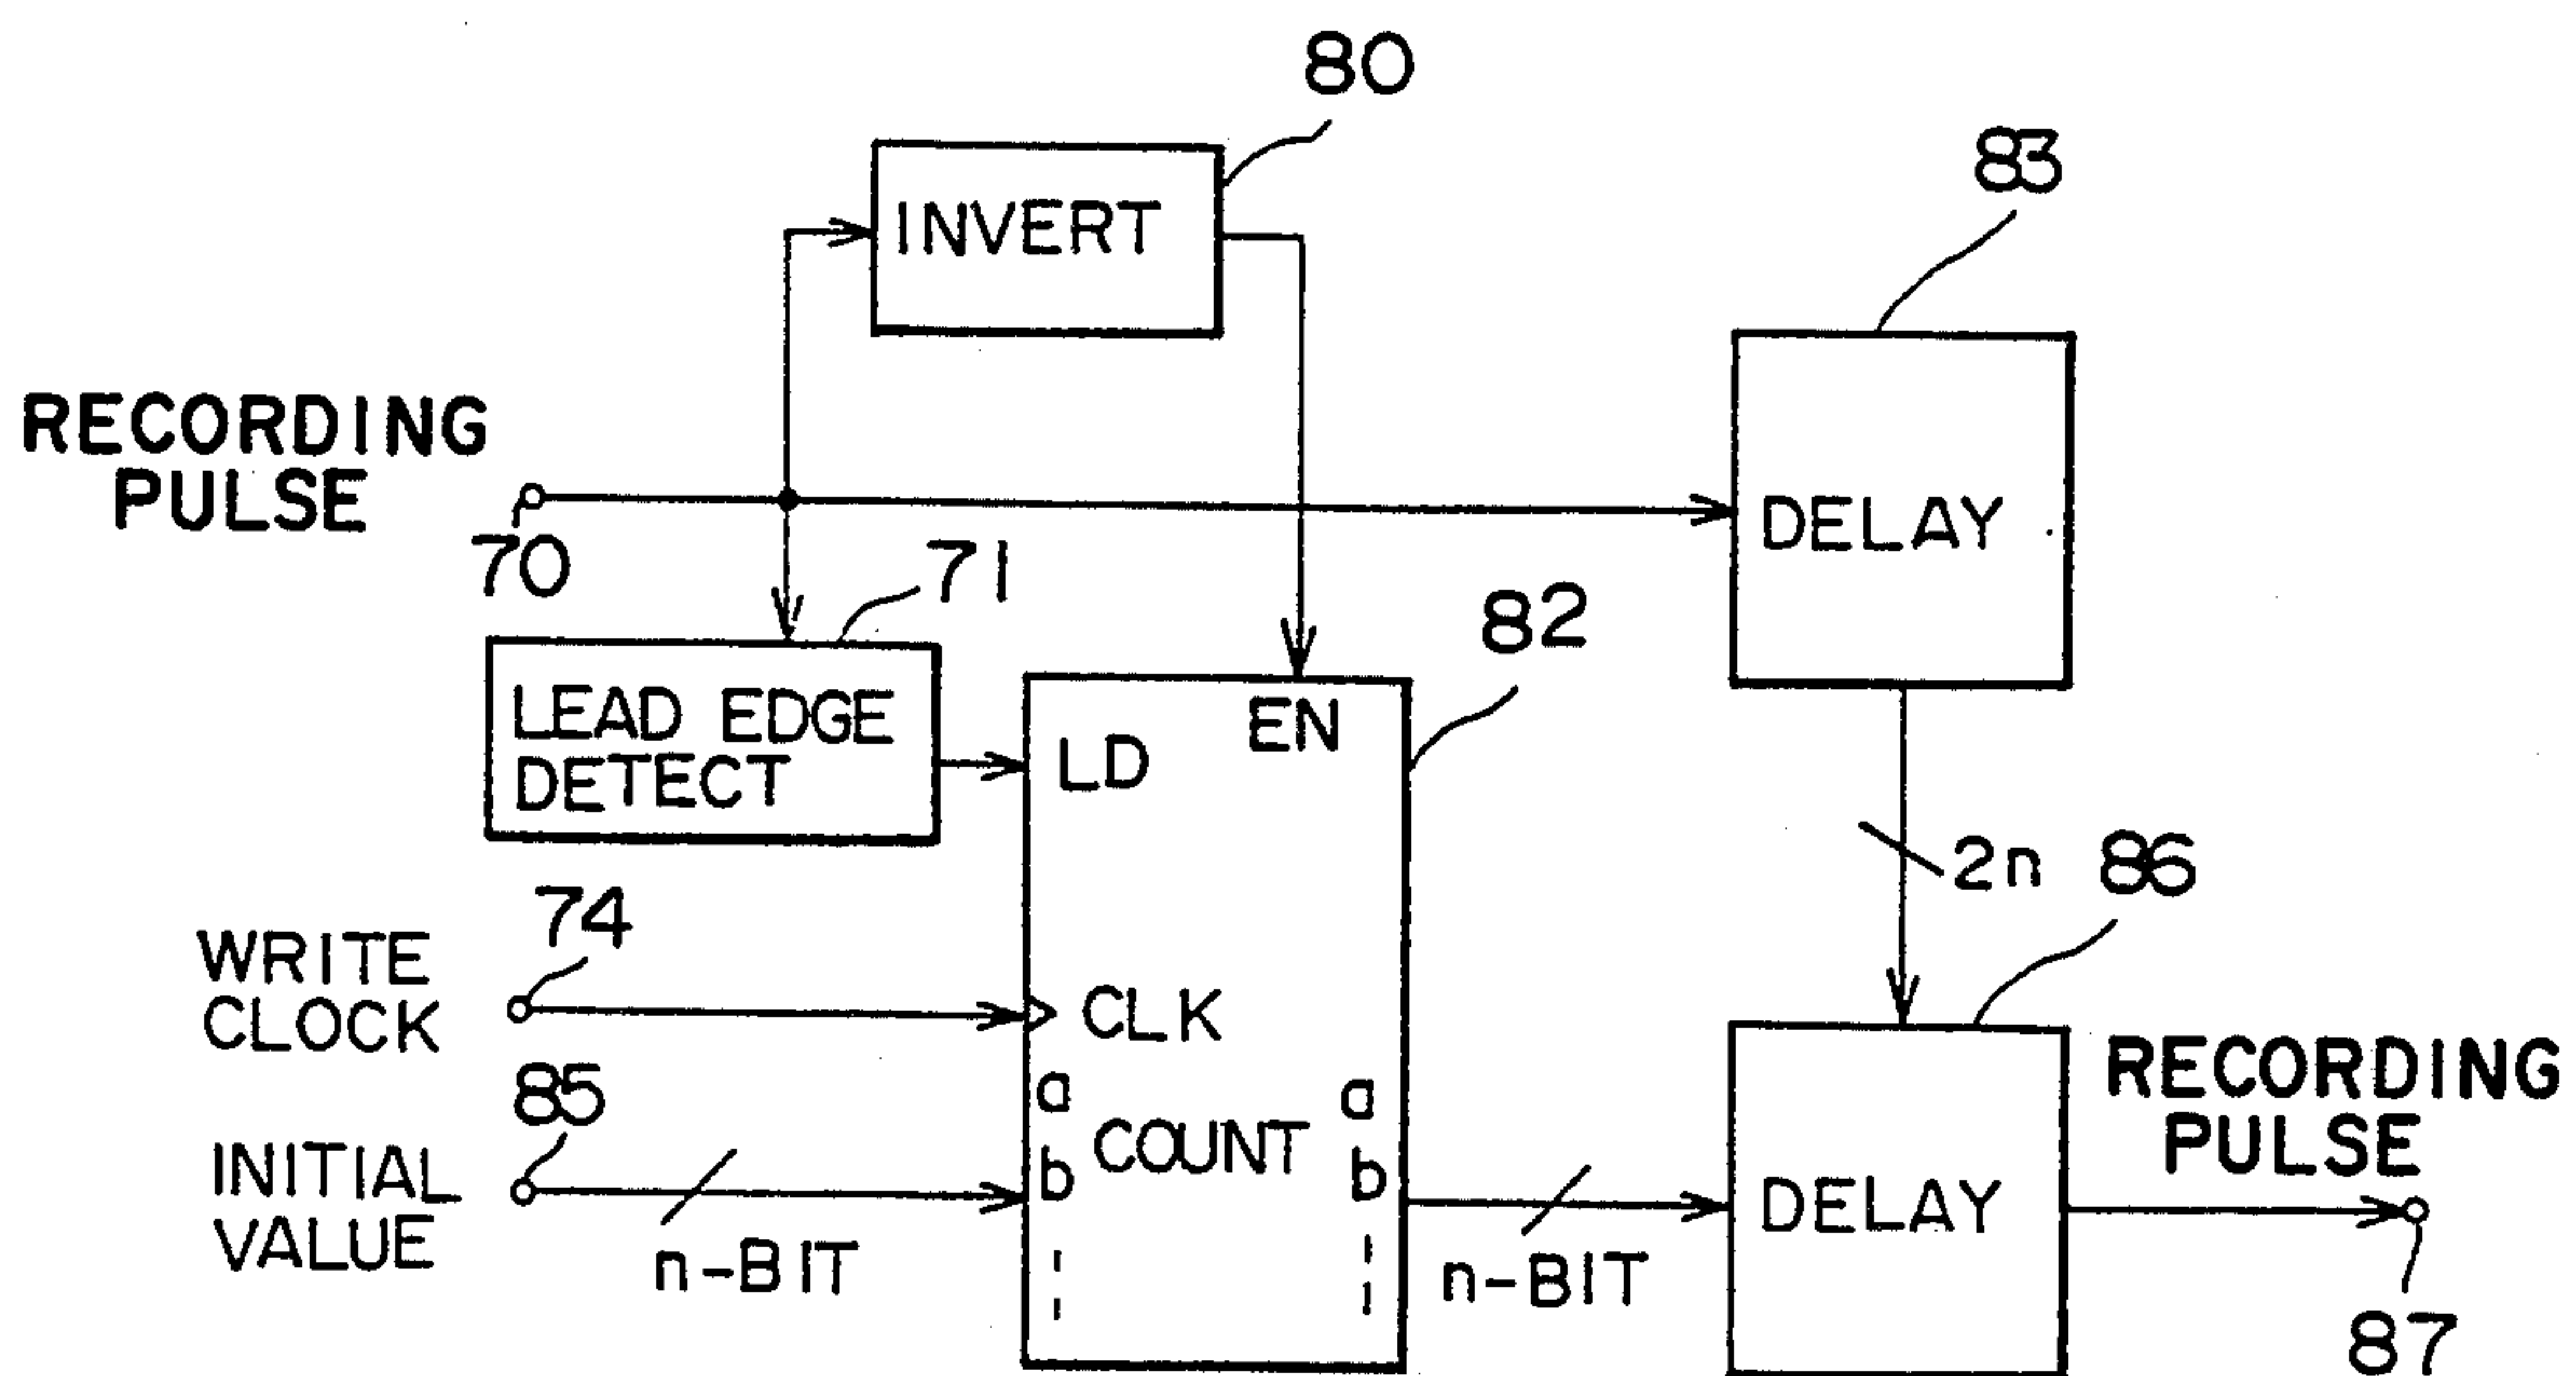 80
INVERT
83
RECORDING
PULSE
70
DELAY
71
82
LEAD EDGE
DETECT
LD
EN
2n
86
74
WRITE
CLOCK
CLK
85
a
a
RECORDING
PULSE
INITIAL
VALUE
b
COUNT
b
DELAY
n-BIT
n-BIT
87